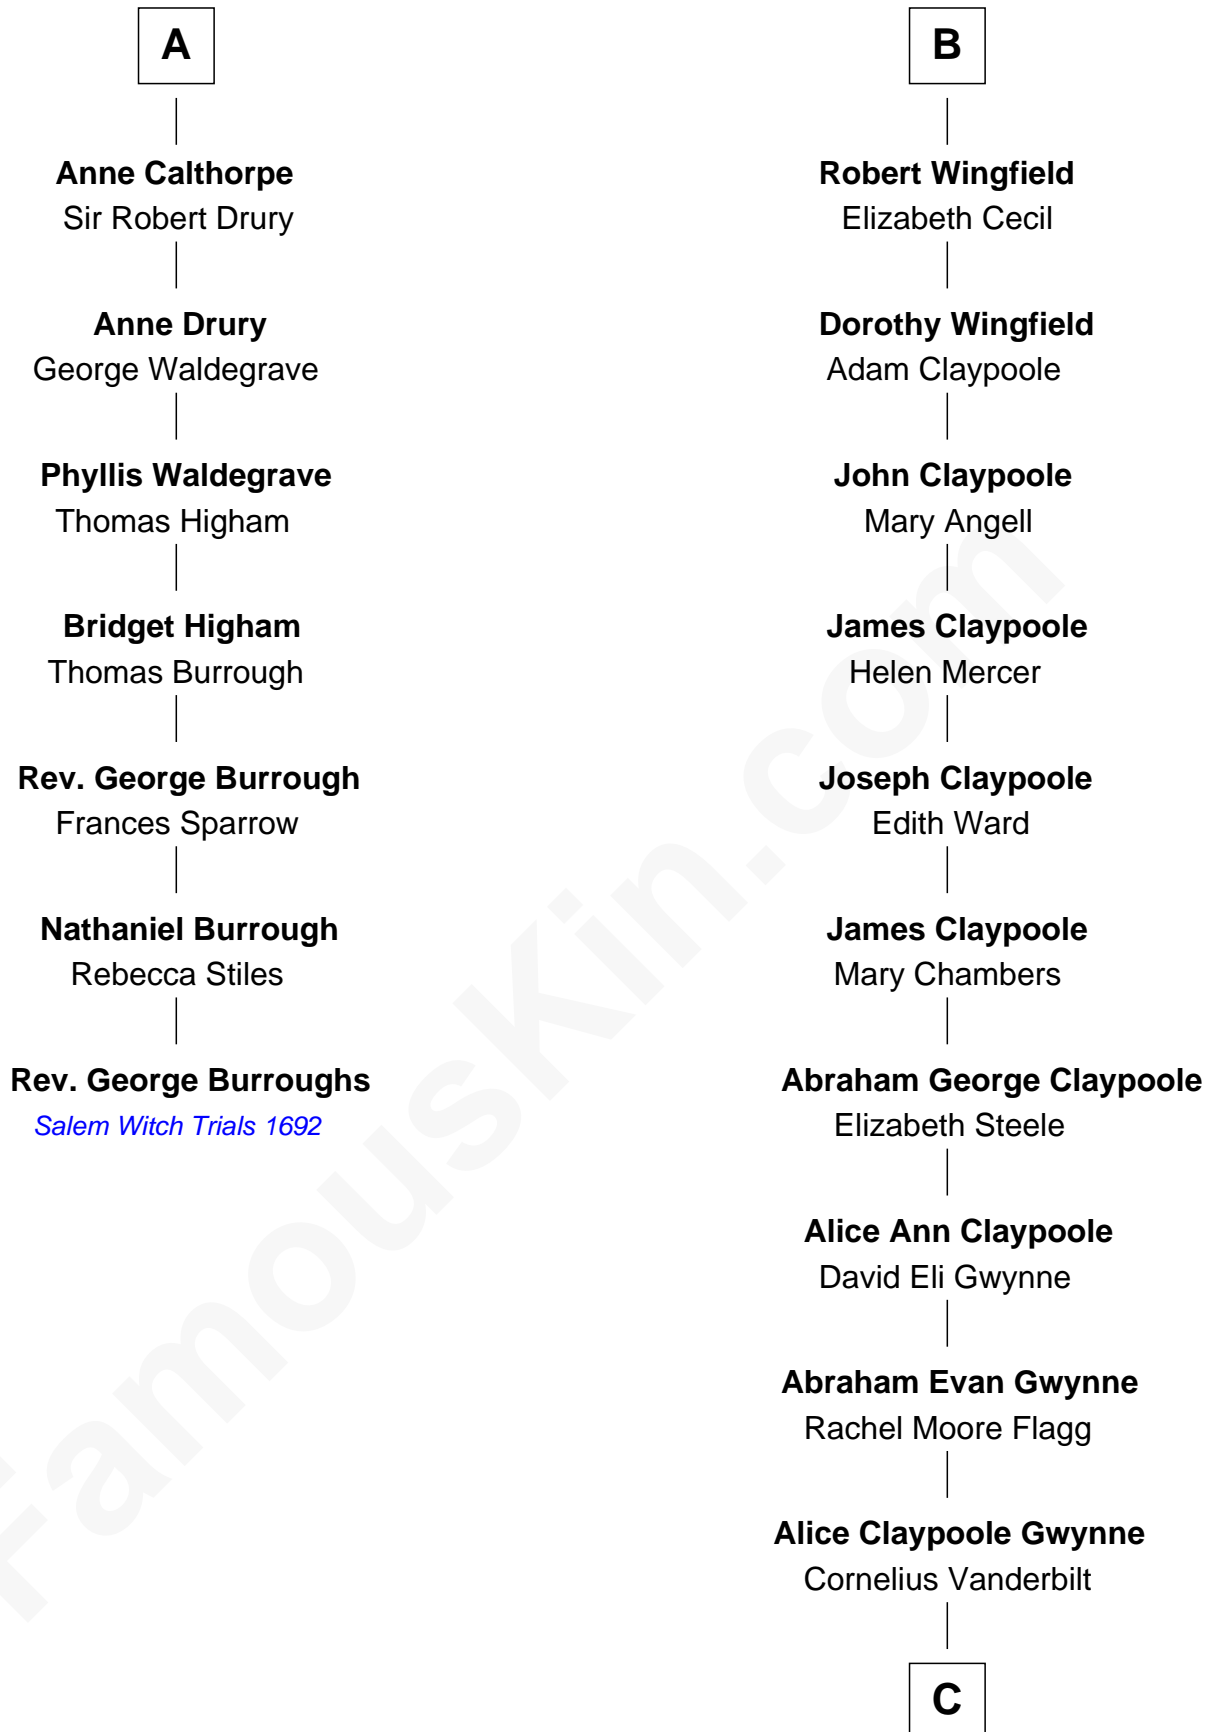 A
Anne Calthorpe
Sir Robert Drury
Anne Drury
George Waldegrave
Phyllis Waldegrave
Thomas Higham
Bridget Higham
Thomas Burrough
Rev. George Burrough
Frances Sparrow
Nathaniel Burrough
Rebecca Stiles
Rev. George Burroughs
Salem Witch Trials 1692
B
Robert Wingfield
Elizabeth Cecil
Dorothy Wingfield
Adam Claypoole
John Claypoole
Mary Angell
James Claypoole
Helen Mercer
Joseph Claypoole
Edith Ward
James Claypoole
Mary Chambers
Abraham George Claypoole
Elizabeth Steele
Alice Ann Claypoole
David Eli Gwynne
Abraham Evan Gwynne
Rachel Moore Flagg
Alice Claypoole Gwynne
Cornelius Vanderbilt
C
FamousKin.com